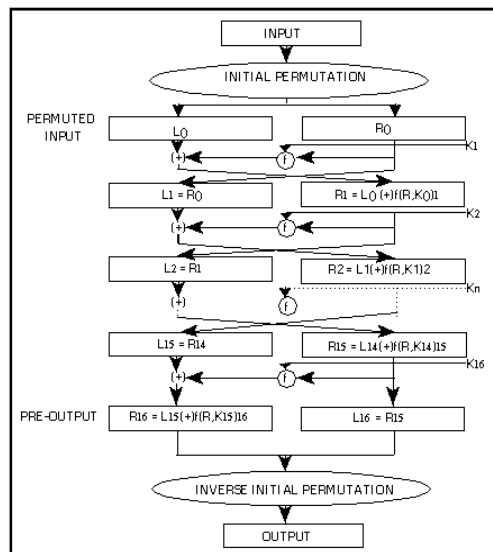 INPUT
INITIAL PERMUTATION
PERMUTED INPUT
L0
R0
K1
(+)
f
L1 = R0
R1 = L0 (+)f(R,K0)1
K2
(+)
f
L2 = R1
R2 = L1(+)f(R,K1)2
Kn
(+)
f
L15 = R14
R15 = L14(+)f(R,K14)15
K16
(+)
f
PRE-OUTPUT
R16 = L15(+)f(R,K15)16
L16 = R15
INVERSE INITIAL PERMUTATION
OUTPUT